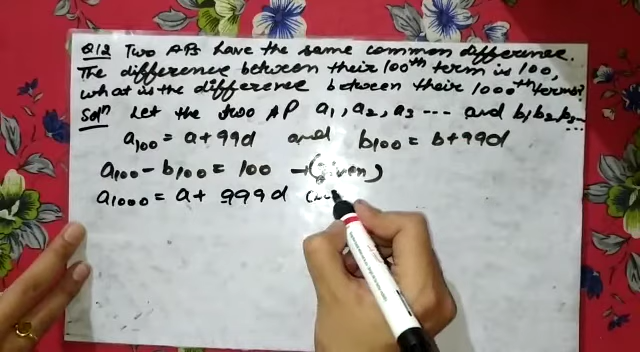 Q12 Two APs have the same common difference.
The difference between their 100th term is 100,
what is the difference between their 1000th terms?
Soln Let the two AP a1, a2, a3 --- and b1, b2, b3---
a100 = a+99d and b100 = b+99d
a100 - b100 = 100 → (Given)
a1000 = a+ 999d